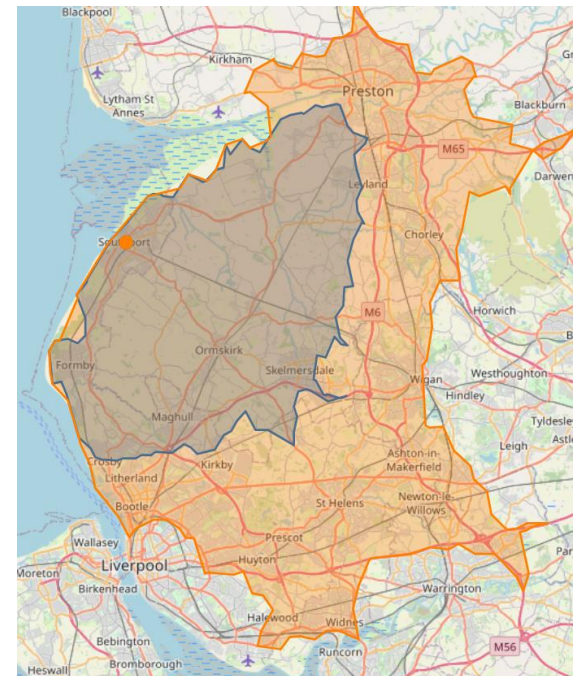 Blackpool
Kirkham
Preston
Lytham St
Annes
Blackburn
M65
Darwen
Leyland
Southport
Chorley
M6
Horwich
Ormskirk
Formby
Skelmersdale
Wigan
Westhoughton
Hindley
Maghull
Tyldesley
Leigh
Crosby
Kirkby
Litherland
Ashton-in-
Makerfield
Bootle
St Helens
Newton-le-
Willows
Wallasey
Prescot
Liverpool
Huyton
Moreton
Birkenhead
Warrington
Halewood
Widnes
Bebington
Runcorn
M56
Heswall
Bromborough